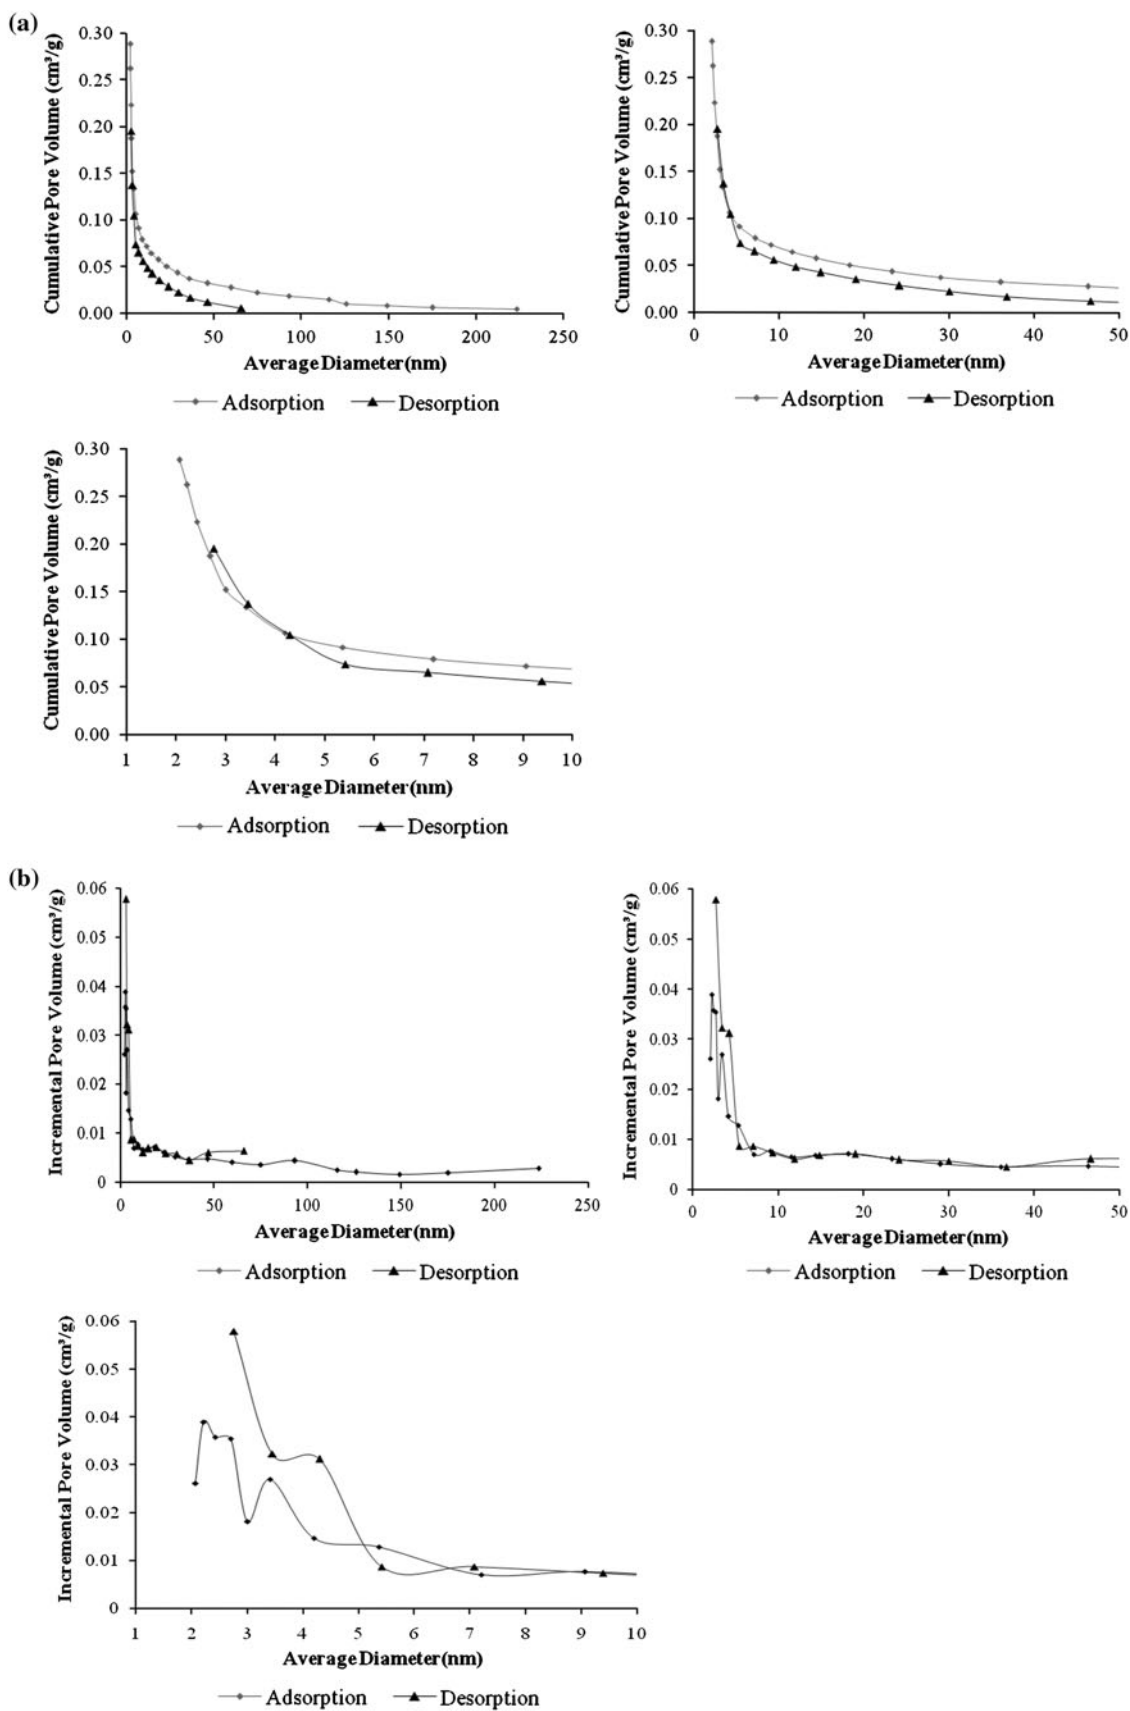 (a)
Cumulative Pore Volume (cm³/g)
0.30
0.25
0.20
0.15
0.10
0.05
0.00
0 50 100 150 200 250
Average Diameter(nm)
Adsorption Desorption
Cumulative Pore Volume (cm³/g)
0.30
0.25
0.20
0.15
0.10
0.05
0.00
0 10 20 30 40 50
Average Diameter(nm)
Adsorption Desorption
Cumulative Pore Volume (cm³/g)
0.30
0.25
0.20
0.15
0.10
0.05
0.00
1 2 3 4 5 6 7 8 9 10
Average Diameter(nm)
Adsorption Desorption
(b)
Incremental Pore Volume (cm³/g)
0.06
0.05
0.04
0.03
0.02
0.01
0
0 50 100 150 200 250
Average Diameter(nm)
Adsorption Desorption
Incremental Pore Volume (cm³/g)
0.06
0.05
0.04
0.03
0.02
0.01
0
0 10 20 30 40 50
Average Diameter(nm)
Adsorption Desorption
Incremental Pore Volume (cm³/g)
0.06
0.05
0.04
0.03
0.02
0.01
0
1 2 3 4 5 6 7 8 9 10
Average Diameter(nm)
Adsorption Desorption